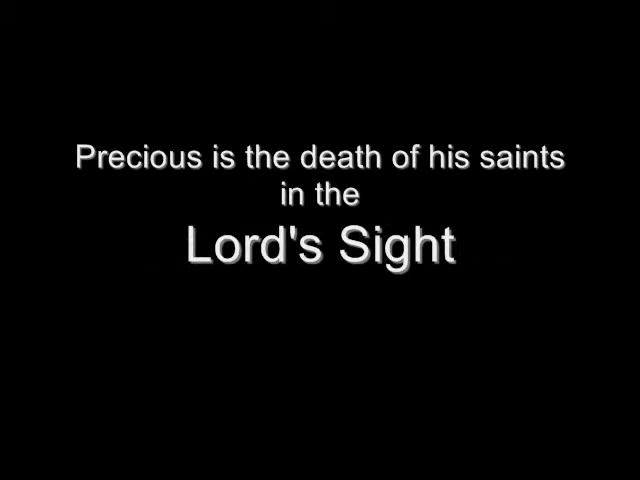 Precious is the death of his saints
in the
Lord's Sight